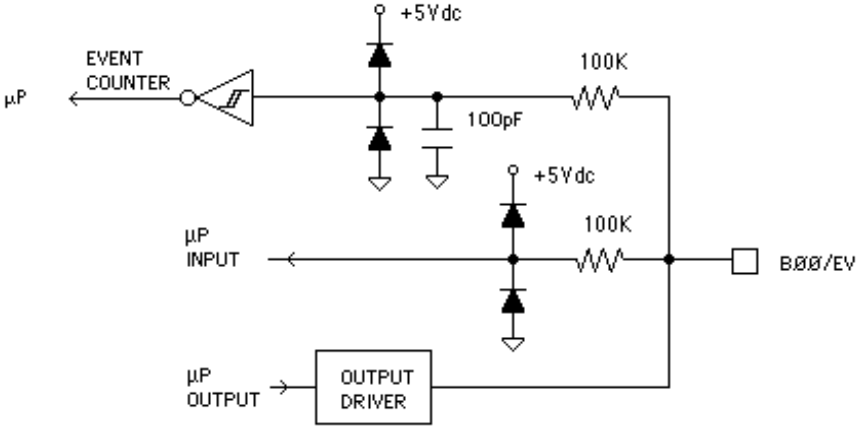 +5Vdc
EVENT
COUNTER
100K
µP
100pF
+5Vdc
100K
µP
INPUT
BØØ/EV
µP
OUTPUT
OUTPUT
DRIVER